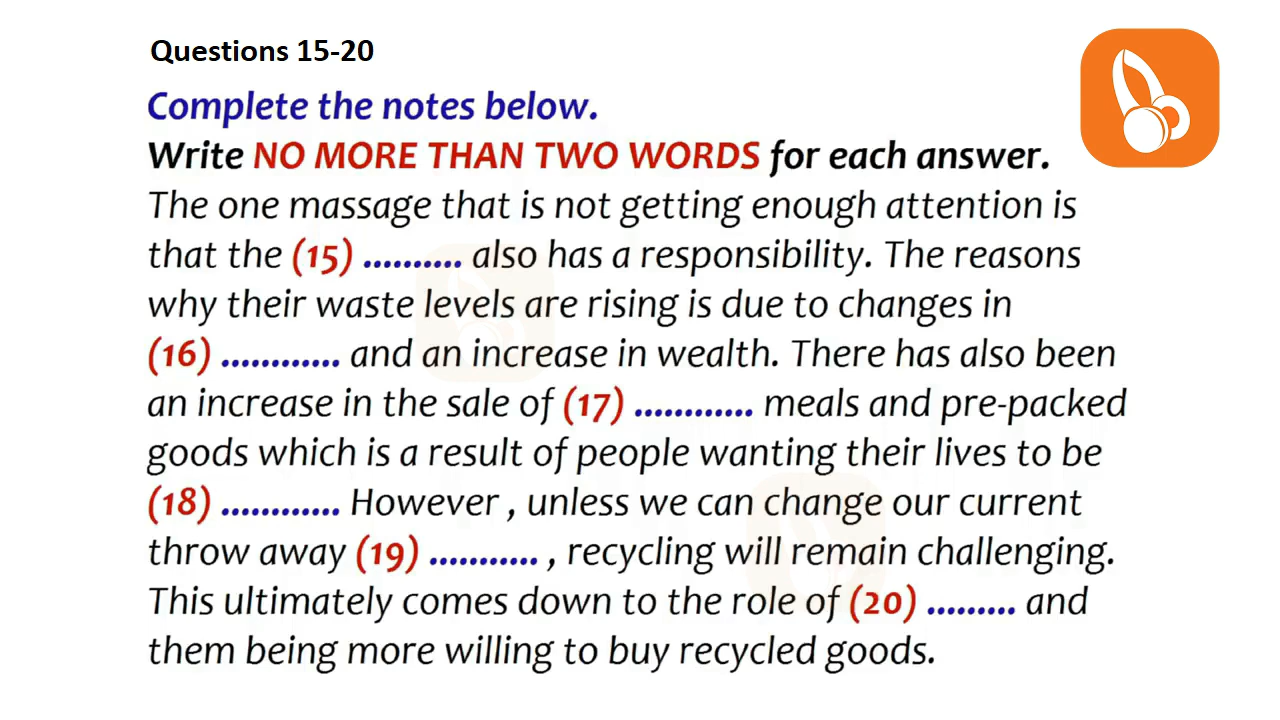 Questions 15-20
Complete the notes below.
Write NO MORE THAN TWO WORDS for each answer.
The one massage that is not getting enough attention is
that the (15) .......... also has a responsibility. The reasons
why their waste levels are rising is due to changes in
(16) ............ and an increase in wealth. There has also been
an increase in the sale of (17) ............ meals and pre-packed
goods which is a result of people wanting their lives to be
(18) ............ However , unless we can change our current
throw away (19) ........... , recycling will remain challenging.
This ultimately comes down to the role of (20) ......... and
them being more willing to buy recycled goods.